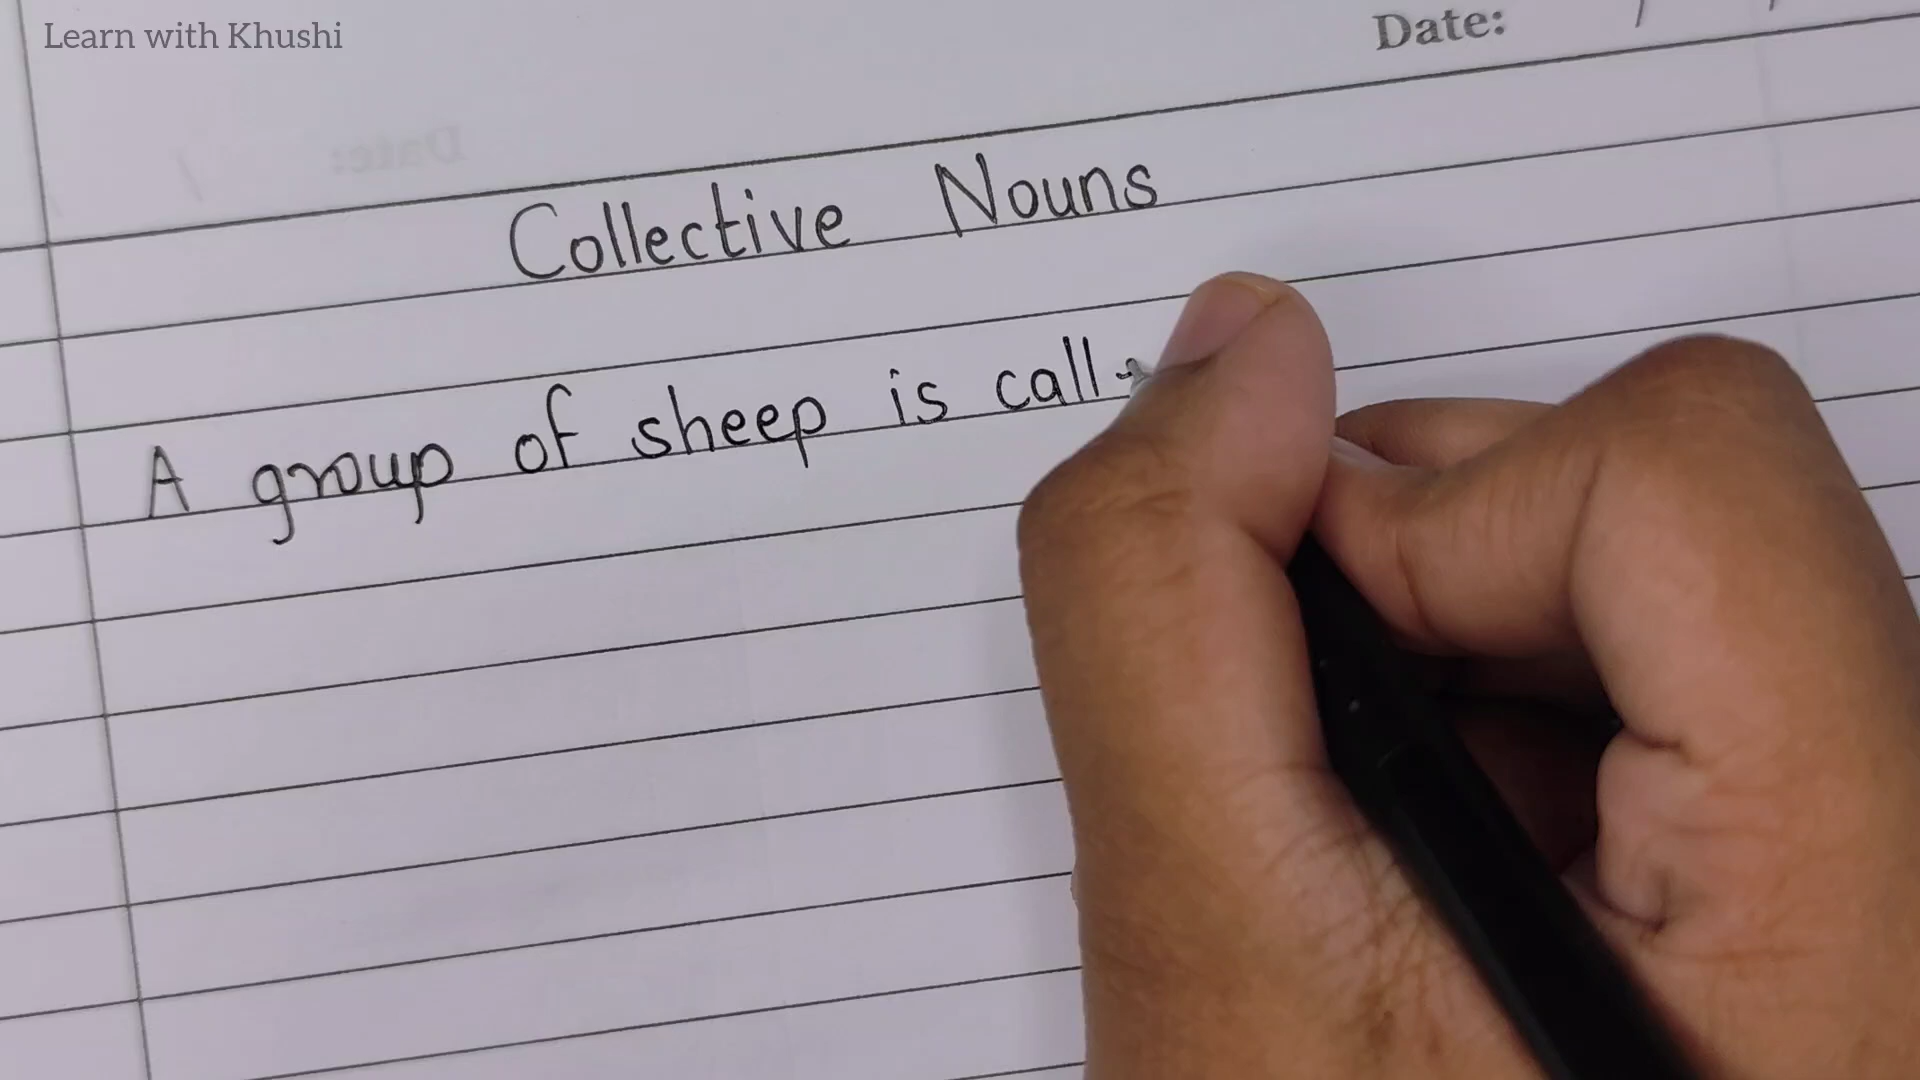 Learn with Khushi
Date: / /
Collective Nouns
A group of sheep is call